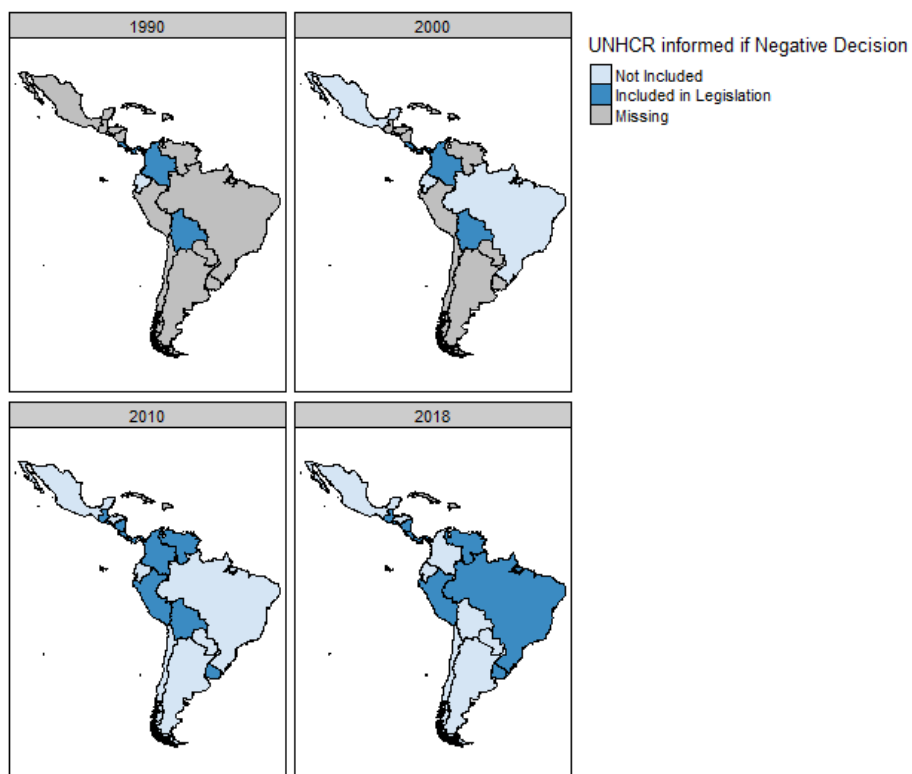 1990
2000
UNHCR informed if Negative Decision
Not Included
Included in Legislation
Missing
2010
2018